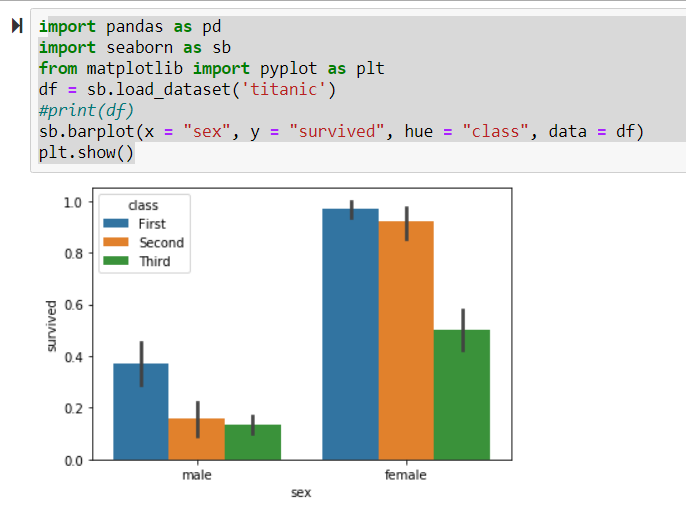 import pandas as pd
import seaborn as sb
from matplotlib import pyplot as plt
df = sb.load_dataset('titanic')
#print(df)
sb.barplot(x = "sex", y = "survived", hue = "class", data = df)
plt.show()
class
First
Second
Third
1.0
0.8
0.6
0.4
0.2
0.0
survived
male
female
sex